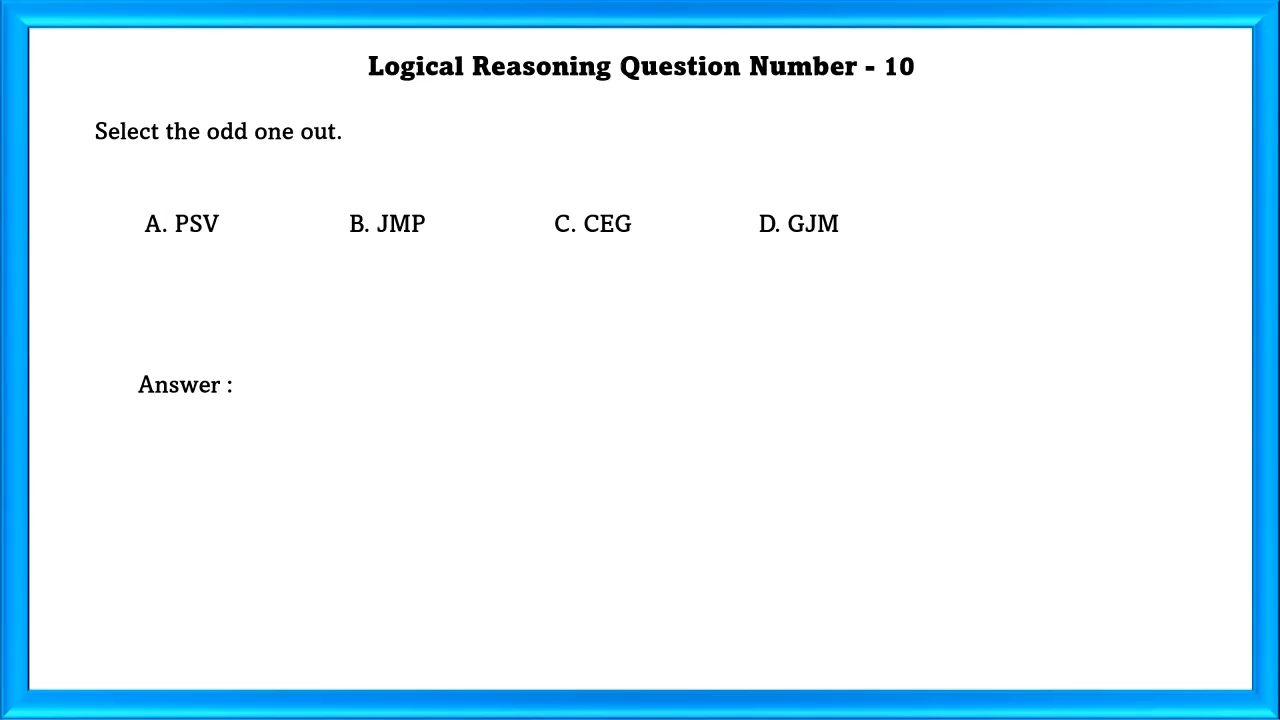 Logical Reasoning Question Number - 10
Select the odd one out.
A. PSV B. JMP C. CEG D. GJM
Answer :